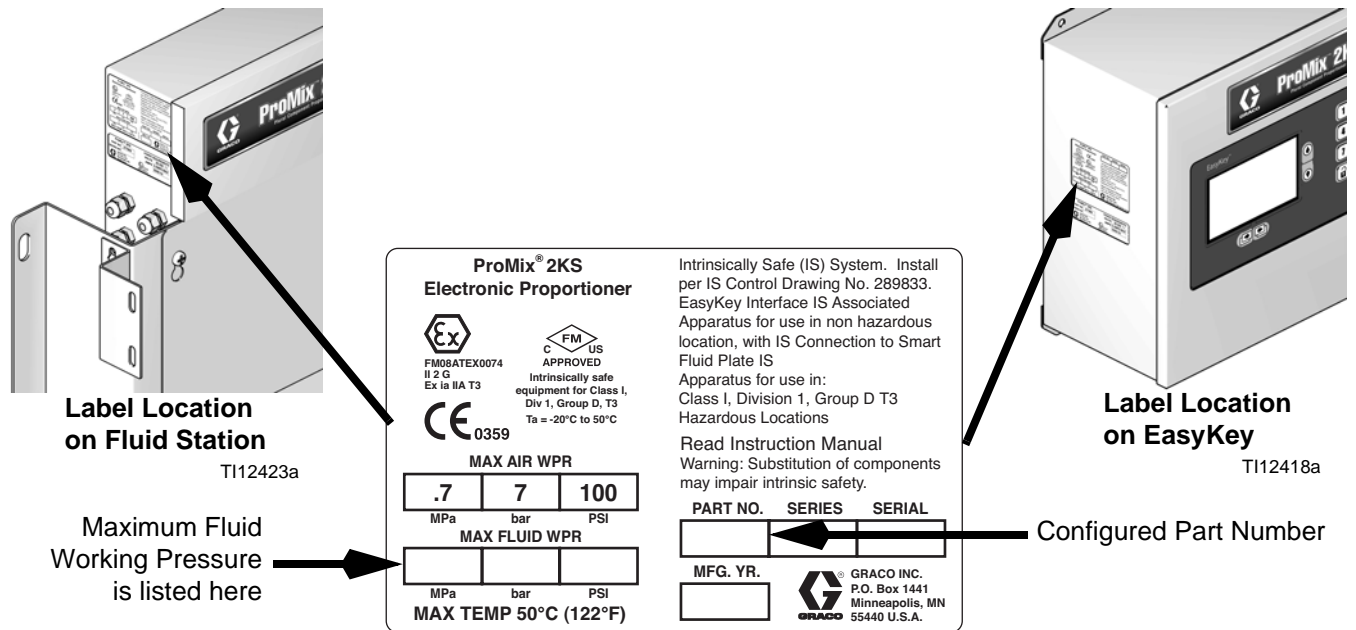 ProMix 2K
GRACO
ProMix
GRACO
EasyKey
Label Location
on Fluid Station
TI12423a
Label Location
on EasyKey
TI12418a
Maximum Fluid
Working Pressure
is listed here
Configured Part Number
ProMix® 2KS
Electronic Proportioner
Ex
FM08ATEX0074
II 2 G
Ex ia IIA T3
CE 0359
FM
C US
APPROVED
Intrinsically safe
equipment for Class I,
Div 1, Group D, T3
Ta = -20°C to 50°C
MAX AIR WPR
.7 7 100
MPa bar PSI
MAX FLUID WPR
MPa bar PSI
MAX TEMP 50°C (122°F)
Intrinsically Safe (IS) System. Install
per IS Control Drawing No. 289833.
EasyKey Interface IS Associated
Apparatus for use in non hazardous
location, with IS Connection to Smart
Fluid Plate IS
Apparatus for use in:
Class I, Division 1, Group D T3
Hazardous Locations
Read Instruction Manual
Warning: Substitution of components
may impair intrinsic safety.
PART NO. SERIES SERIAL
MFG. YR.
GRACO ®
GRACO INC.
P.O. Box 1441
Minneapolis, MN
55440 U.S.A.